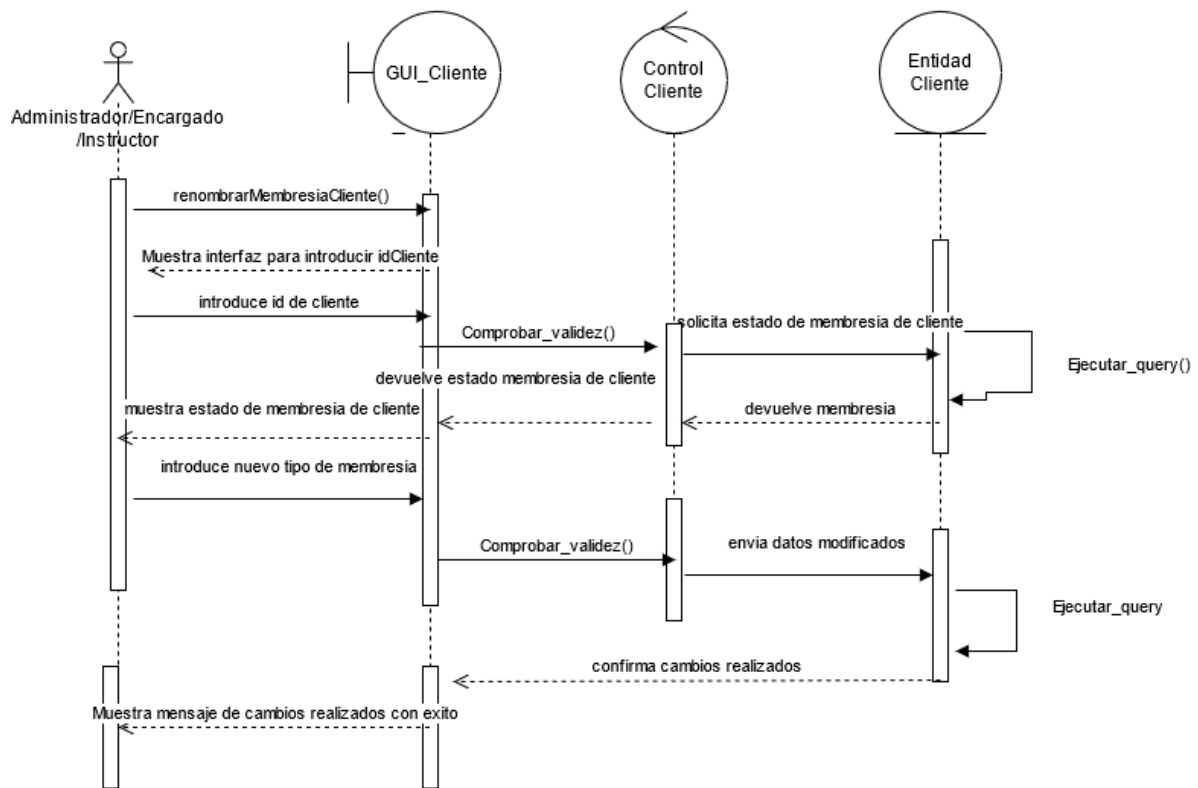 Administrador/Encargado
/Instructor
GUI_Cliente
Control
Cliente
Entidad
Cliente
renombrarMembresiaCliente()
Muestra interfaz para introducir idCliente
introduce id de cliente
Comprobar_validez()
solicita estado de membresia de cliente
Ejecutar_query()
devuelve estado membresia de cliente
devuelve membresia
muestra estado de membresia de cliente
introduce nuevo tipo de membresia
Comprobar_validez()
envia datos modificados
Ejecutar_query
confirma cambios realizados
Muestra mensaje de cambios realizados con exito